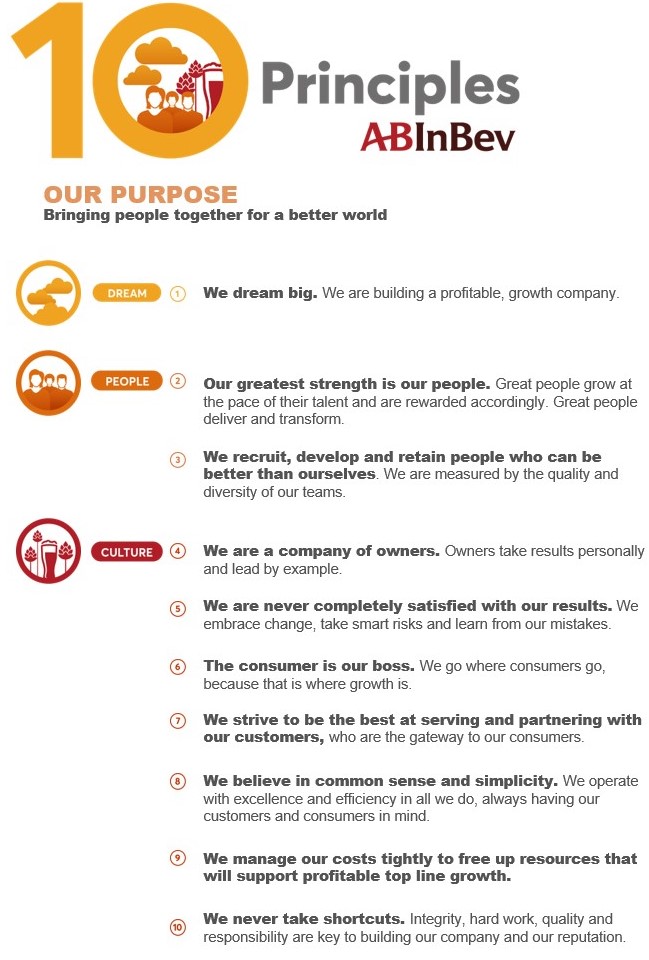 10 Principles
ABInBev
OUR PURPOSE
Bringing people together for a better world
DREAM 1 We dream big. We are building a profitable, growth company.
PEOPLE 2 Our greatest strength is our people. Great people grow at
the pace of their talent and are rewarded accordingly. Great people
deliver and transform.
3 We recruit, develop and retain people who can be
better than ourselves. We are measured by the quality and
diversity of our teams.
CULTURE 4 We are a company of owners. Owners take results personally
and lead by example.
5 We are never completely satisfied with our results. We
embrace change, take smart risks and learn from our mistakes.
6 The consumer is our boss. We go where consumers go,
because that is where growth is.
7 We strive to be the best at serving and partnering with
our customers, who are the gateway to our consumers.
8 We believe in common sense and simplicity. We operate
with excellence and efficiency in all we do, always having our
customers and consumers in mind.
9 We manage our costs tightly to free up resources that
will support profitable top line growth.
10 We never take shortcuts. Integrity, hard work, quality and
responsibility are key to building our company and our reputation.